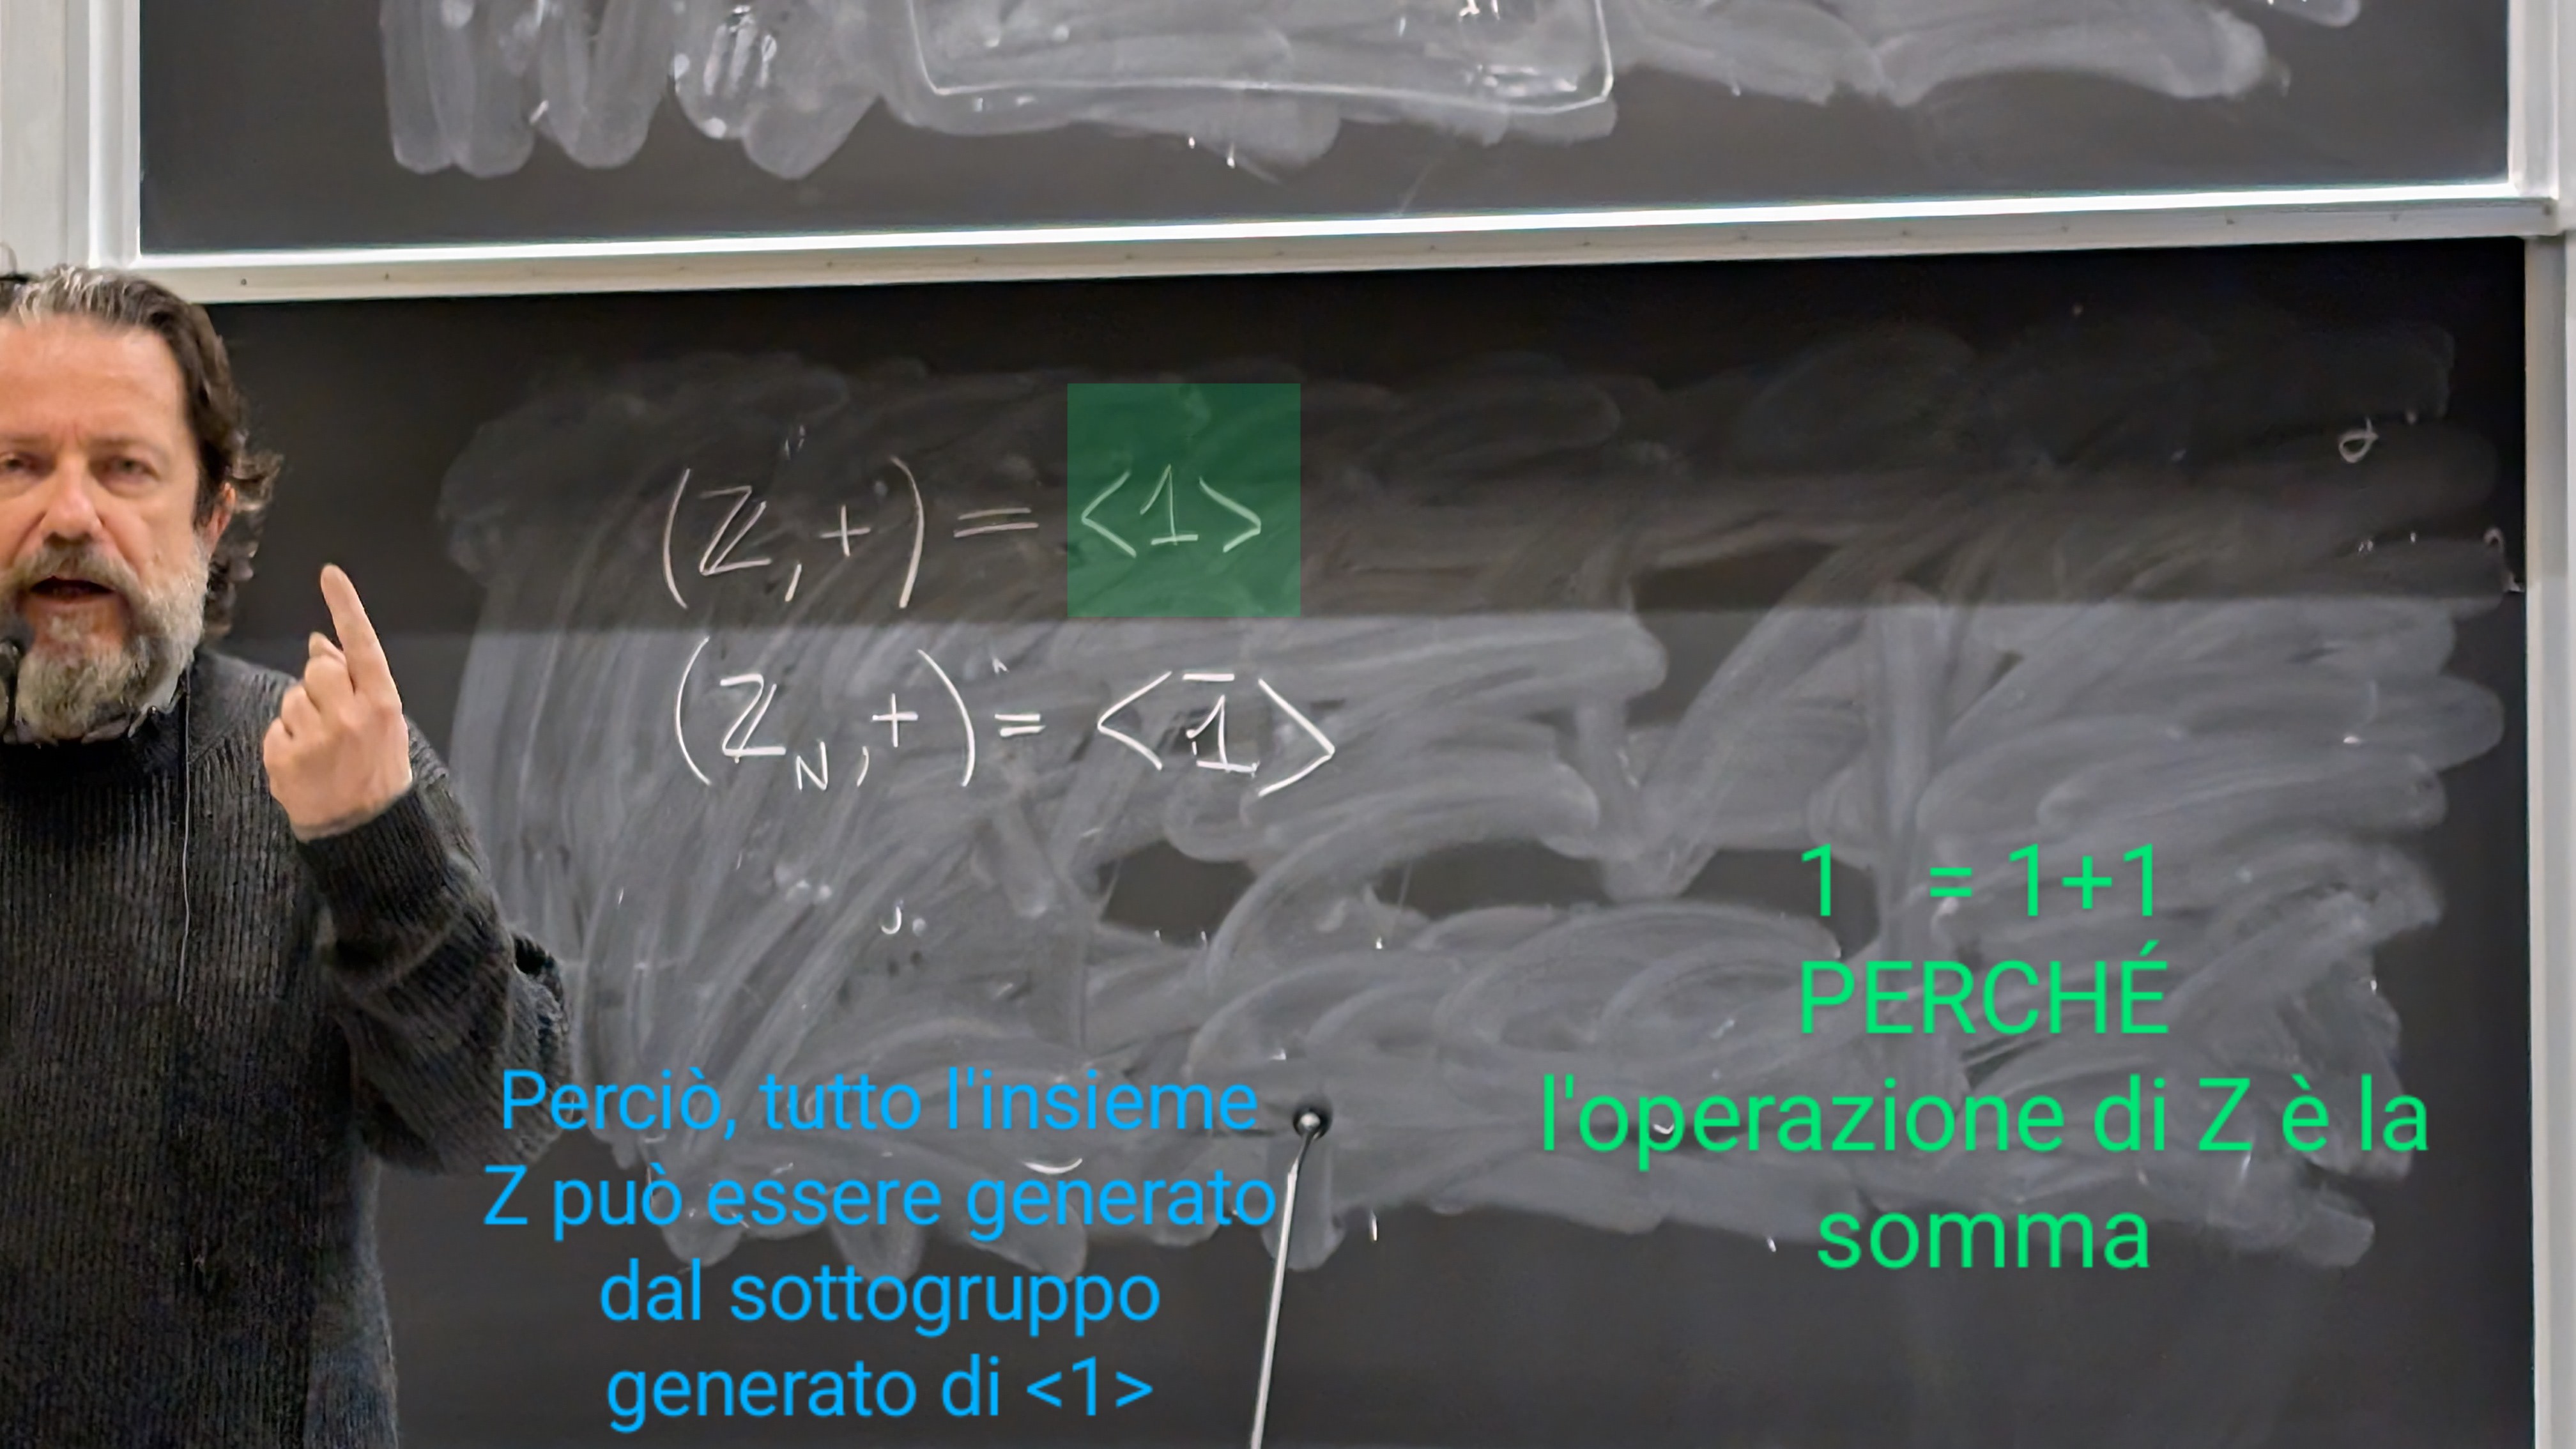 (ℤ, +) = <1>
(ℤ_N, +) = <1̅>
1 = 1+1
PERCHÉ
l'operazione di Z è la
somma
Perciò, tutto l'insieme
Z può essere generato
dal sottogruppo
generato di <1>